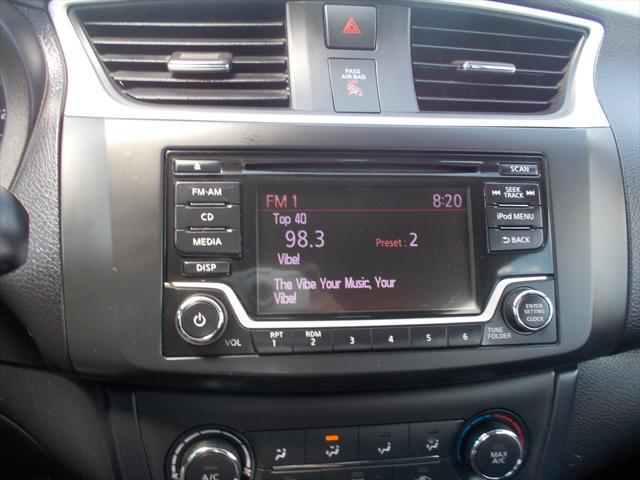 PASS
AIR BAG
OFF
2
SCAN
FM·AM
CD
MEDIA
DISP
FM 1 8:20
Top 40
98.3 Preset : 2
Vibe!
The Vibe Your Music, Your
Vibe!
SEEK
TRACK
iPod MENU
BACK
VOL
RPT
1
RDM
2
3
4
5
6
TUNE
FOLDER
ENTER
SETTING
CLOCK
A/C
MAX
A/C